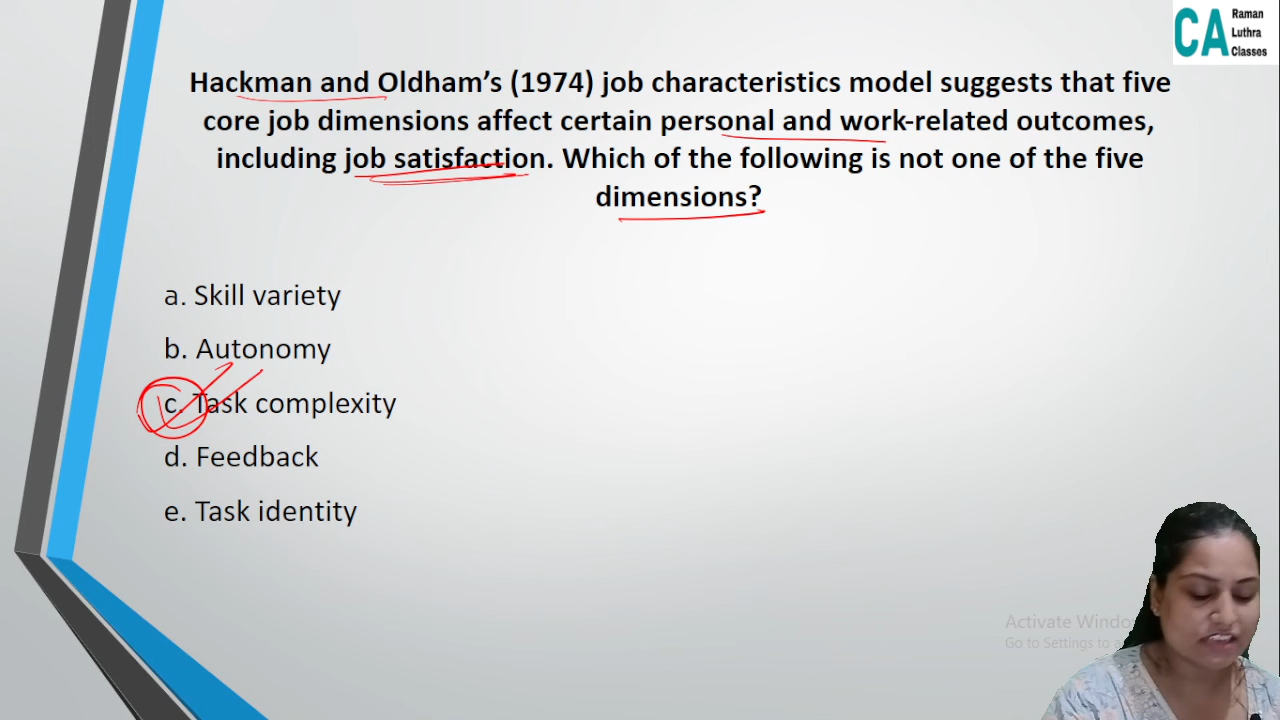 CA
Raman
Luthra
Classes
Hackman and Oldham’s (1974) job characteristics model suggests that five
core job dimensions affect certain personal and work-related outcomes,
including job satisfaction. Which of the following is not one of the five
dimensions?
a. Skill variety
b. Autonomy
c. Task complexity
d. Feedback
e. Task identity
Activate
Go to Settings to